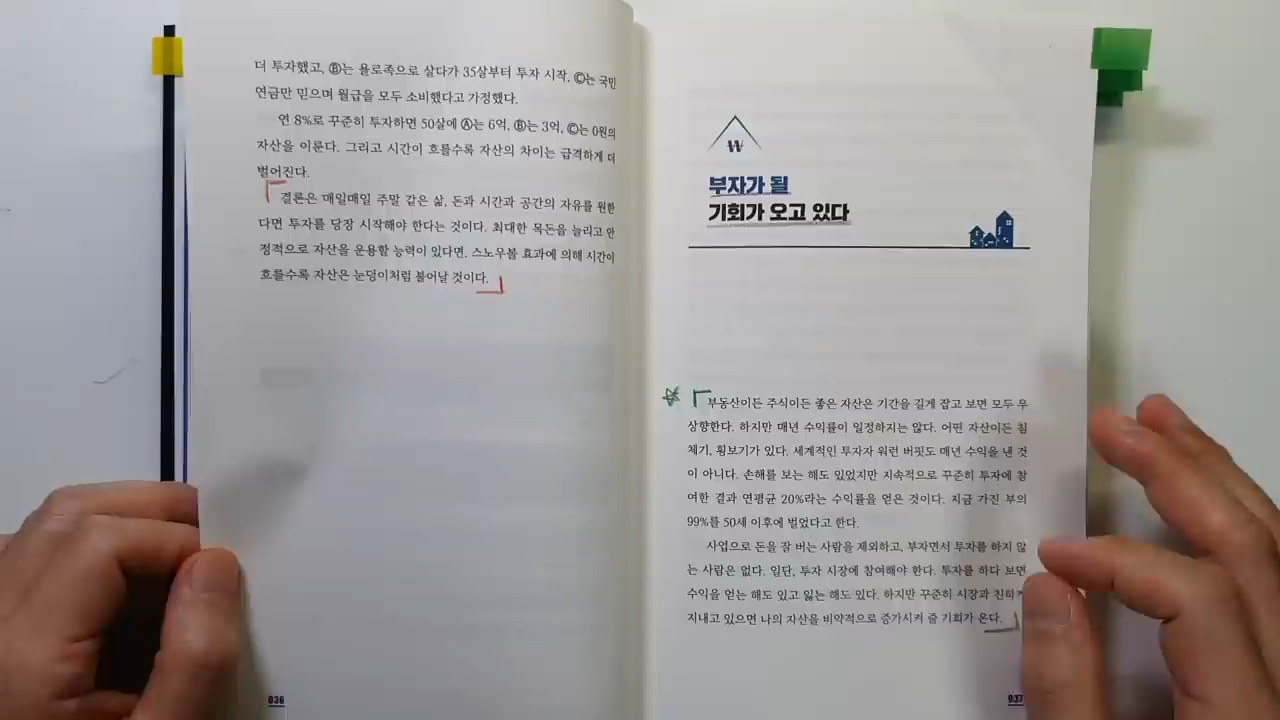 더 투자했고, Ⓑ는 욜로족으로 살다가 35살부터 투자 시작, Ⓒ는 국민
연금만 믿으며 월급을 모두 소비했다고 가정했다.
연 8%로 꾸준히 투자하면 50살에 Ⓐ는 6억, Ⓑ는 3억, Ⓒ는 0원의
자산을 이룬다. 그리고 시간이 흐를수록 자산의 차이는 급격하게 더
벌어진다.
결론은 매일매일 주말 같은 삶, 돈과 시간과 공간의 자유를 원한
다면 투자를 당장 시작해야 한다는 것이다. 최대한 목돈을 늘리고 안
정적으로 자산을 운용할 능력이 있다면, 스노우볼 효과에 의해 시간이
흐를수록 자산은 눈덩이처럼 불어날 것이다.
036
₩
부자가 될
기회가 오고 있다
부동산이든 주식이든 좋은 자산은 기간을 길게 잡고 보면 모두 우
상향한다. 하지만 매년 수익률이 일정하지는 않다. 어떤 자산이든 침
체기, 횡보기가 있다. 세계적인 투자자 워런 버핏도 매년 수익을 낸 것
이 아니다. 손해를 보는 해도 있었지만 지속적으로 꾸준히 투자에 참
여한 결과 연평균 20%라는 수익률을 얻은 것이다. 지금 가진 부의
99%를 50세 이후에 벌었다고 한다.
사업으로 돈을 잘 버는 사람을 제외하고, 부자면서 투자를 하지 않
는 사람은 없다. 일단, 투자 시장에 참여해야 한다. 투자를 하다 보면
수익을 얻는 해도 있고 잃는 해도 있다. 하지만 꾸준히 시장과
지내고 있으면 나의 자산을 비약적으로 증가시켜 줄 기회가 온다.
037